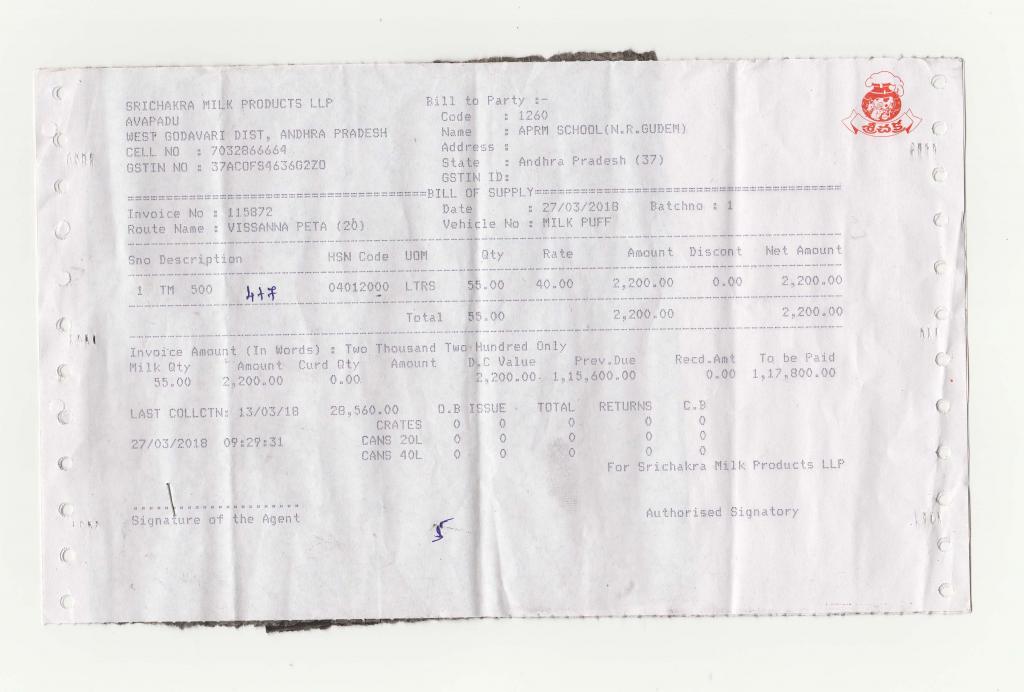 SRICHAKRA MILK PRODUCTS LLP
AVAPADU
WEST GODAVARI DIST, ANDHRA PRADESH
CELL NO : 7032866664
GSTIN NO : 37ACOFS4636G2ZO
Bill to Party :-
Code : 1260
Name : APRM SCHOOL(N.R.GUDEM)
Address :
State : Andhra Pradesh (37)
GSTIN ID:
శ్రీచక్ర
BILL OF SUPPLY
Invoice No : 115872 Date : 27/03/2018 Batchno : 1
Route Name : VISSANNA PETA (20) Vehicle No : MILK PUFF
Sno Description HSN Code UOM Qty Rate Amount Discont Net Amount
1 TM 500 4+7 04012000 LTRS 55.00 40.00 2,200.00 0.00 2,200.00
Total 55.00 2,200.00 2,200.00
Invoice Amount (In Words) : Two Thousand Two Hundred Only
Milk Qty Amount Curd Qty Amount D.C Value Prev.Due Recd.Amt To be Paid
55.00 2,200.00 0.00 2,200.00 1,15,600.00 0.00 1,17,800.00
LAST COLLCTN: 13/03/18 28,560.00 O.B ISSUE TOTAL RETURNS C.B
CRATES 0 0 0 0 0
27/03/2018 09:29:31 CANS 20L 0 0 0 0 0
CANS 40L 0 0 0 0 0
For Srichakra Milk Products LLP
Signature of the Agent
Authorised Signatory
5